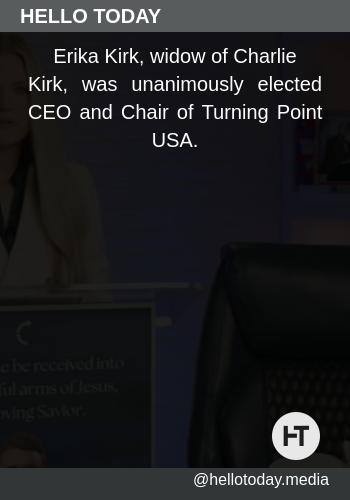 HELLO TODAY
Erika Kirk, widow of Charlie
Kirk, was unanimously elected
CEO and Chair of Turning Point
USA.
be received into
ful arms of Jesus,
oving Savior.
HT
@hellotoday.media